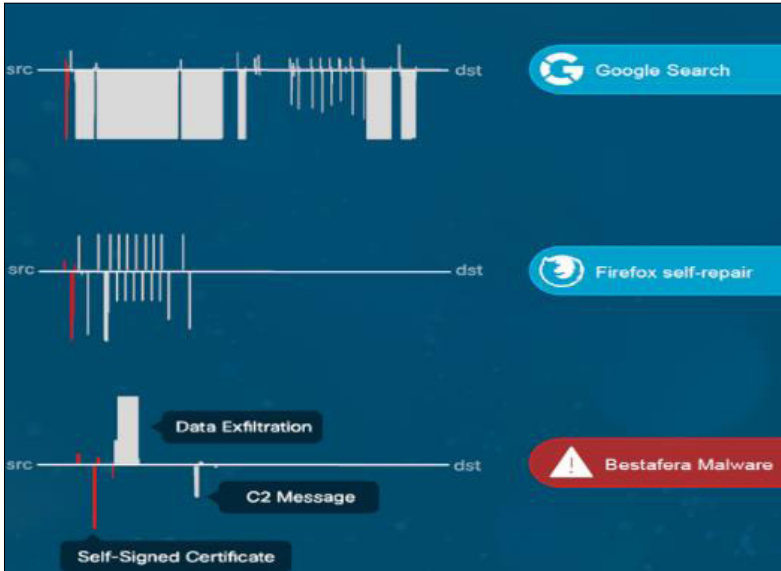 src
dst
Google Search
src
dst
Firefox self-repair
Data Exfiltration
src
dst
Bestafera Malware
C2 Message
Self-Signed Certificate